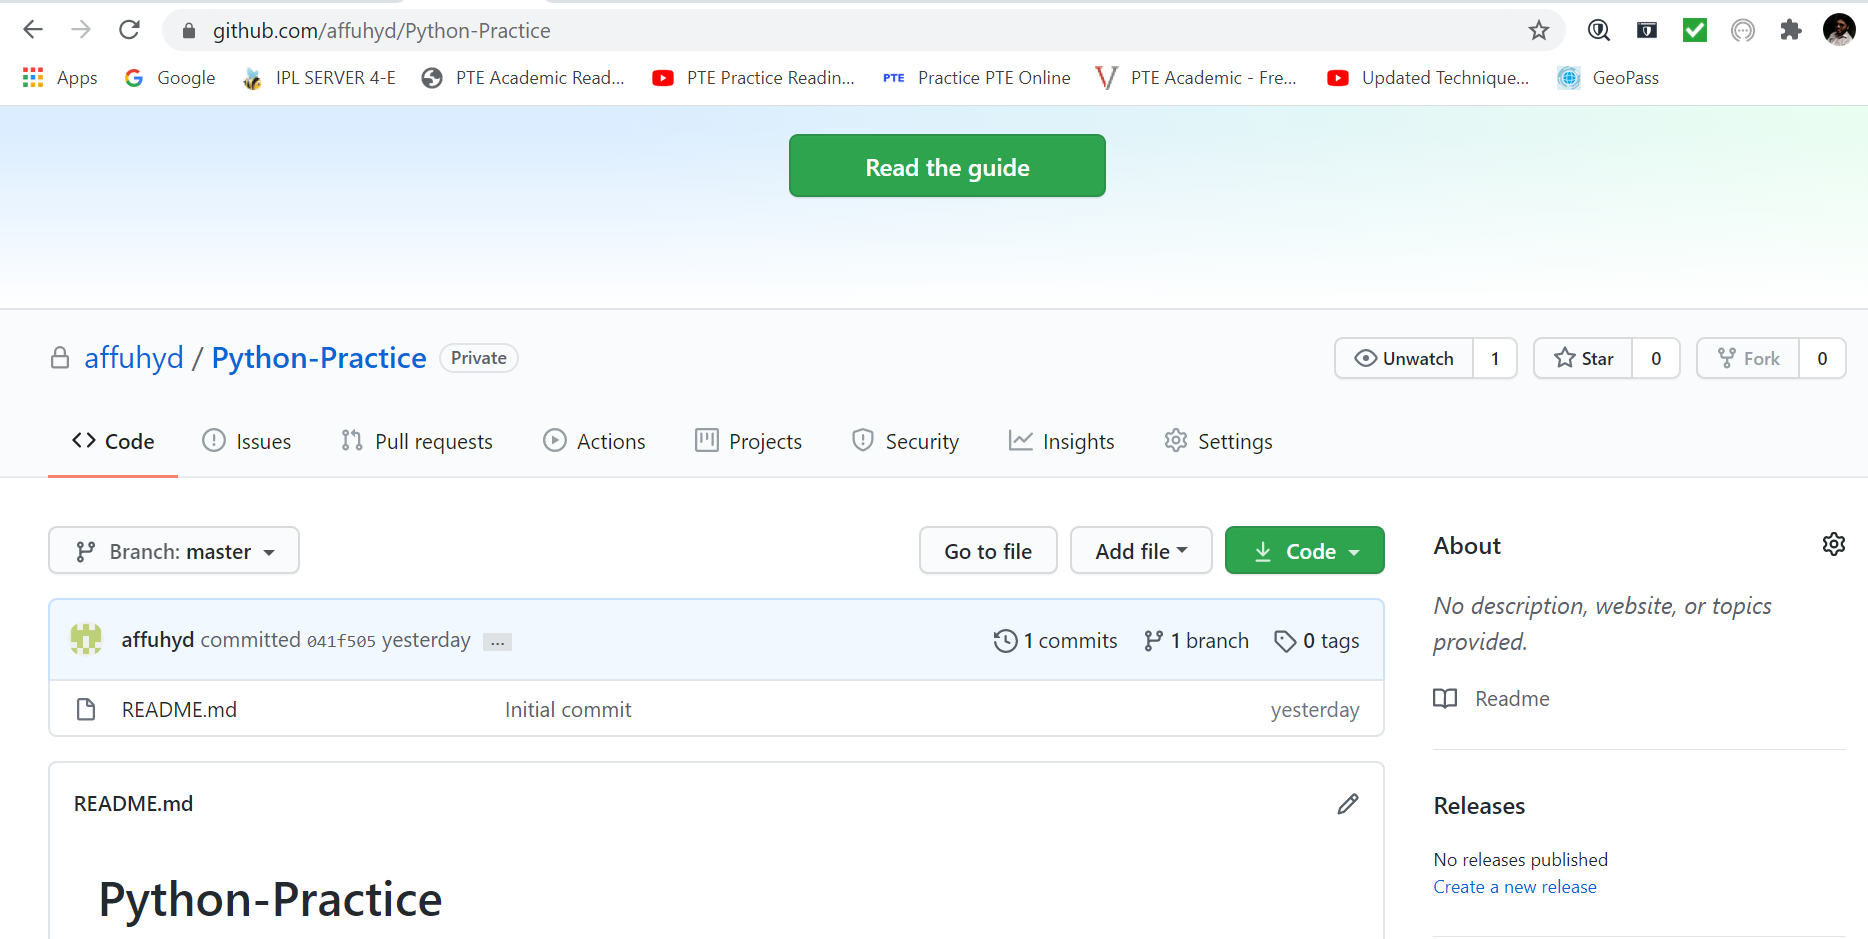 github.com/affuhyd/Python-Practice
Apps Google IPL SERVER 4-E PTE Academic Read... PTE Practice Readin... PTE Practice PTE Online PTE Academic - Fre... Updated Technique... GeoPass
Read the guide
affuhyd / Python-Practice Private Unwatch 1 Star 0 Fork 0
Code Issues Pull requests Actions Projects Security Insights Settings
Branch: master Go to file Add file Code
affuhyd committed 041f505 yesterday ... 1 commits 1 branch 0 tags
README.md Initial commit yesterday
README.md
Python-Practice
About
No description, website, or topics
provided.
Readme
Releases
No releases published
Create a new release